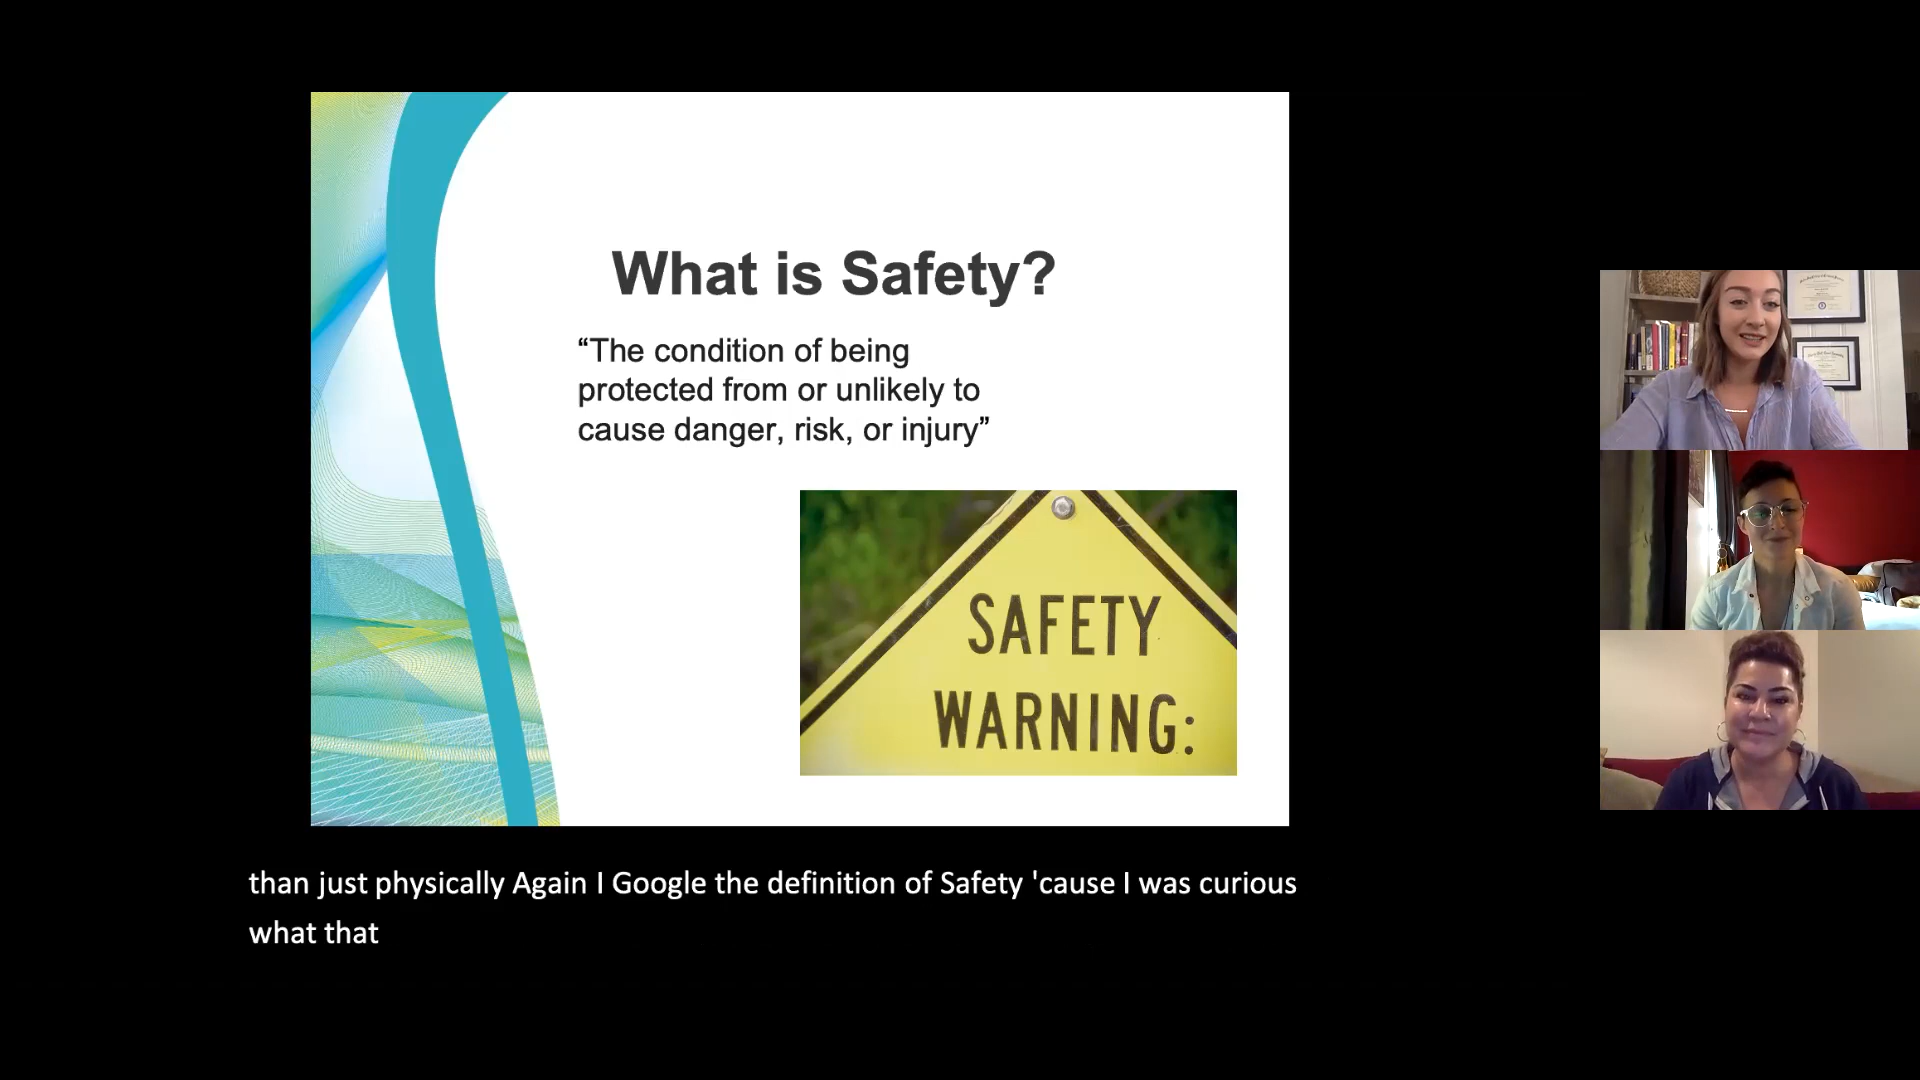 What is Safety?
“The condition of being
protected from or unlikely to
cause danger, risk, or injury”
SAFETY
WARNING:
than just physically Again I Google the definition of Safety 'cause I was curious
what that